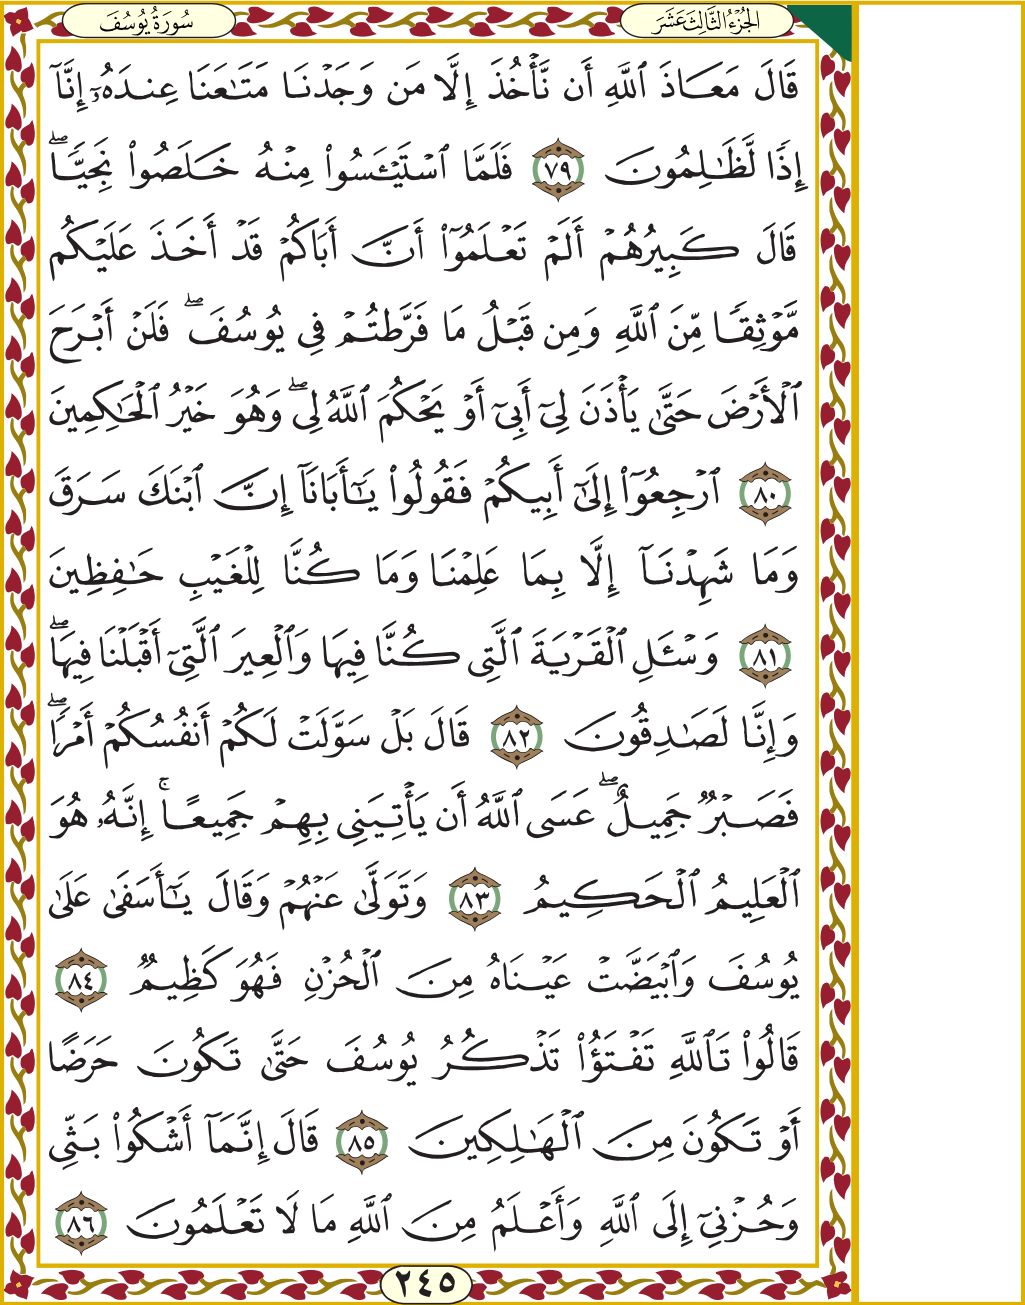 الجُزْءُ الثَّالِثَ عَشَرَ
سُورَةُ يُوسُفَ
قَالَ مَعَاذَ ٱللَّهِ أَن نَّأۡخُذَ إِلَّا مَن وَجَدۡنَا مَتَٰعَنَا عِندَهُۥٓ إِنَّآ
إِذٗا لَّظَٰلِمُونَ ٧٩ فَلَمَّا ٱسۡتَيۡـَٔسُواْ مِنۡهُ خَلَصُواْ نَجِيّٗاۖ
قَالَ كَبِيرُهُمۡ أَلَمۡ تَعۡلَمُوٓاْ أَنَّ أَبَاكُمۡ قَدۡ أَخَذَ عَلَيۡكُم
مَّوۡثِقٗا مِّنَ ٱللَّهِ وَمِن قَبۡلُ مَا فَرَّطتُمۡ فِي يُوسُفَۖ فَلَنۡ أَبۡرَحَ
ٱلۡأَرۡضَ حَتَّىٰ يَأۡذَنَ لِيٓ أَبِيٓ أَوۡ يَحۡكُمَ ٱللَّهُ لِيۖ وَهُوَ خَيۡرُ ٱلۡحَٰكِمِينَ
٨٠ ٱرۡجِعُوٓاْ إِلَىٰٓ أَبِيكُمۡ فَقُولُواْ يَٰٓأَبَانَآ إِنَّ ٱبۡنَكَ سَرَقَ
وَمَا شَهِدۡنَآ إِلَّا بِمَا عَلِمۡنَا وَمَا كُنَّا لِلۡغَيۡبِ حَٰفِظِينَ
٨١ وَسۡـَٔلِ ٱلۡقَرۡيَةَ ٱلَّتِي كُنَّا فِيهَا وَٱلۡعِيرَ ٱلَّتِيٓ أَقۡبَلۡنَا فِيهَاۖ
وَإِنَّا لَصَٰدِقُونَ ٨٢ قَالَ بَلۡ سَوَّلَتۡ لَكُمۡ أَنفُسُكُمۡ أَمۡرٗاۖ
فَصَبۡرٞ جَمِيلٌۖ عَسَى ٱللَّهُ أَن يَأۡتِيَنِي بِهِمۡ جَمِيعًاۚ إِنَّهُۥ هُوَ
ٱلۡعَلِيمُ ٱلۡحَكِيمُ ٨٣ وَتَوَلَّىٰ عَنۡهُمۡ وَقَالَ يَٰٓأَسَفَىٰ عَلَىٰ
يُوسُفَ وَٱبۡيَضَّتۡ عَيۡنَاهُ مِنَ ٱلۡحُزۡنِ فَهُوَ كَظِيمٞ ٨٤
قَالُواْ تَٱللَّهِ تَفۡتَؤُاْ تَذۡكُرُ يُوسُفَ حَتَّىٰ تَكُونَ حَرَضًا
أَوۡ تَكُونَ مِنَ ٱلۡهَٰلِكِينَ ٨٥ قَالَ إِنَّمَآ أَشۡكُواْ بَثِّي
وَحُزۡنِيٓ إِلَى ٱللَّهِ وَأَعۡلَمُ مِنَ ٱللَّهِ مَا لَا تَعۡلَمُونَ ٨٦
٢٤٥